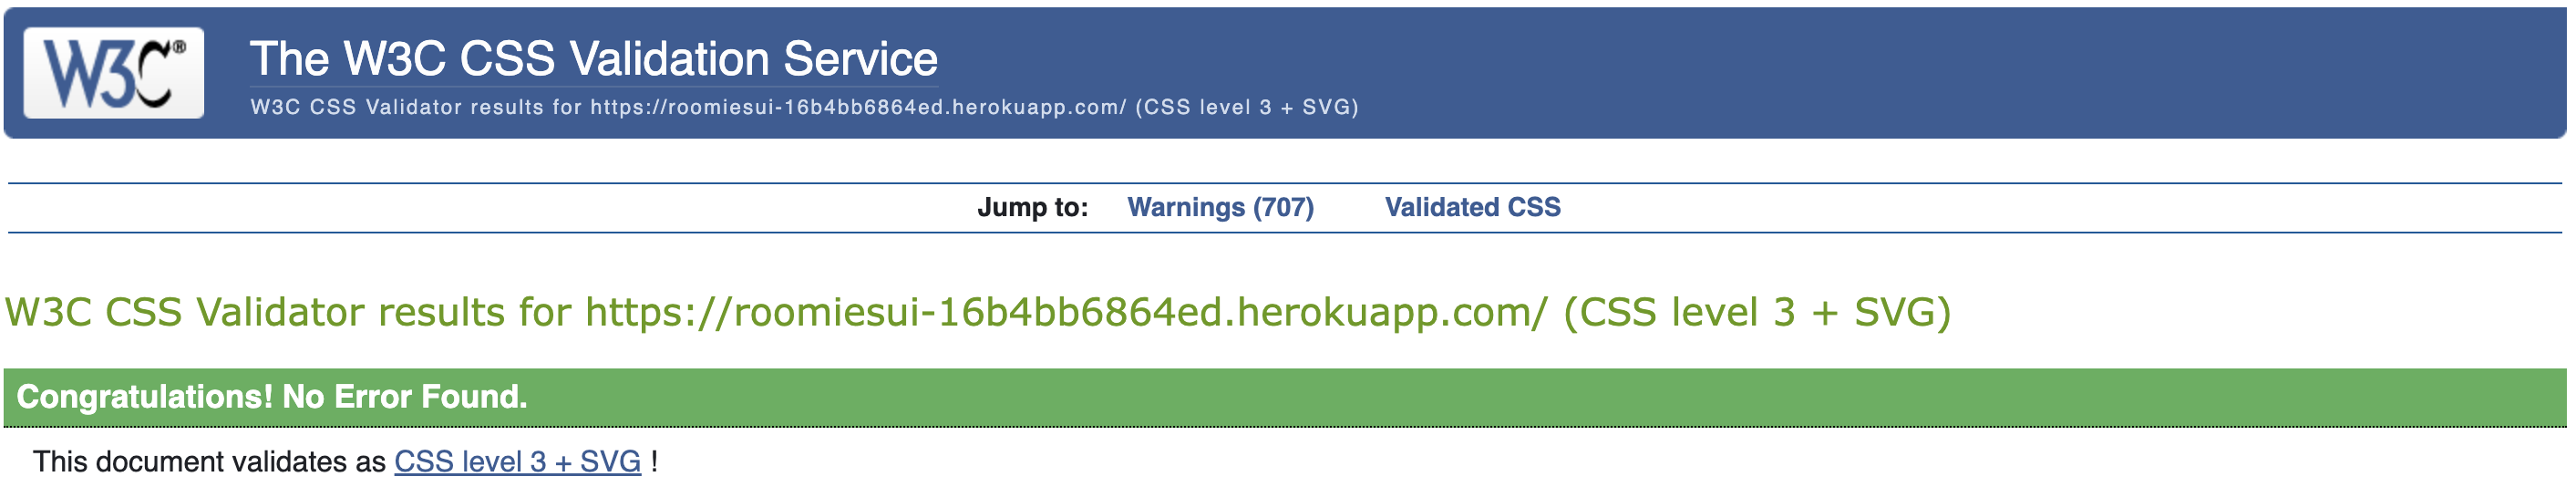 W3C®
The W3C CSS Validation Service
W3C CSS Validator results for https://roomiesui-16b4bb6864ed.herokuapp.com/ (CSS level 3 + SVG)
Jump to: Warnings (707) Validated CSS
W3C CSS Validator results for https://roomiesui-16b4bb6864ed.herokuapp.com/ (CSS level 3 + SVG)
Congratulations! No Error Found.
This document validates as CSS level 3 + SVG !